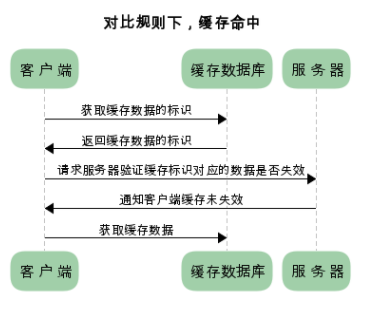 对比规则下，缓存命中
客户端 缓存数据库 服务器
获取缓存数据的标识
返回缓存数据的标识
请求服务器验证缓存标识对应的数据是否失效
通知客户端缓存未失效
获取缓存数据
客户端 缓存数据库 服务器